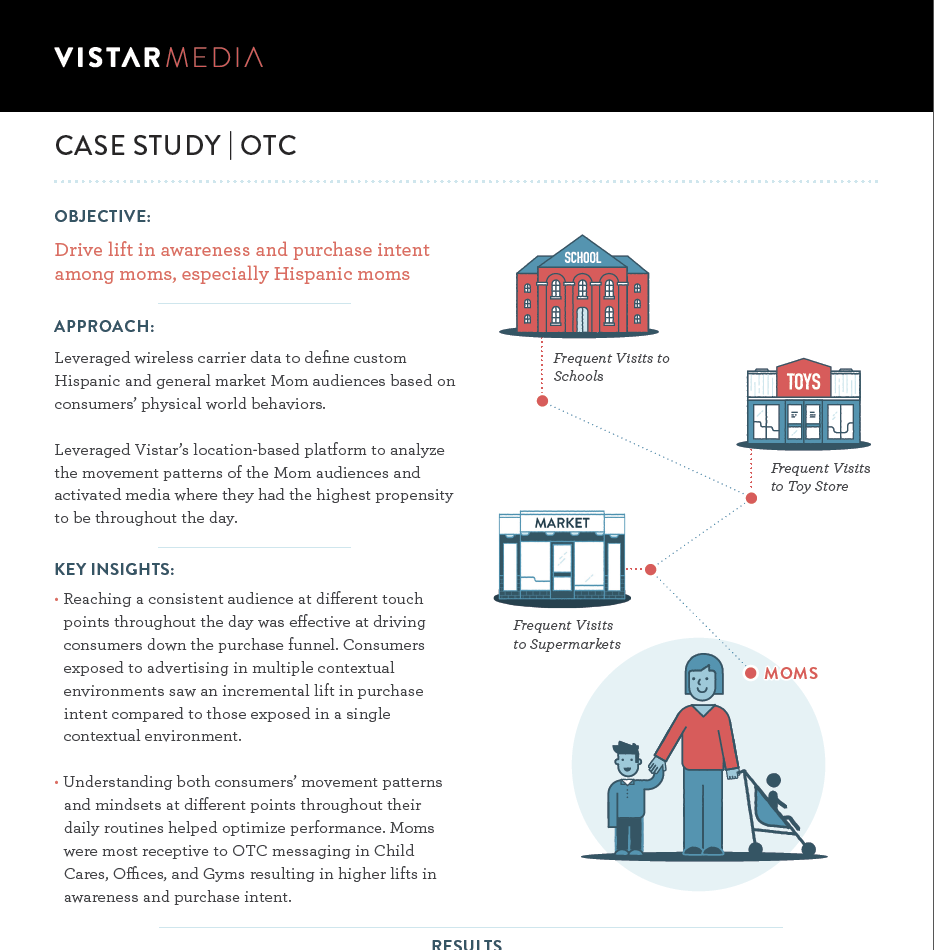 VISTARMEDIA
CASE STUDY | OTC
OBJECTIVE:
Drive lift in awareness and purchase intent
among moms, especially Hispanic moms
APPROACH:
Leveraged wireless carrier data to define custom
Hispanic and general market Mom audiences based on
consumers’ physical world behaviors.
Leveraged Vistar’s location-based platform to analyze
the movement patterns of the Mom audiences and
activated media where they had the highest propensity
to be throughout the day.
KEY INSIGHTS:
• Reaching a consistent audience at different touch
points throughout the day was effective at driving
consumers down the purchase funnel. Consumers
exposed to advertising in multiple contextual
environments saw an incremental lift in purchase
intent compared to those exposed in a single
contextual environment.
• Understanding both consumers’ movement patterns
and mindsets at different points throughout their
daily routines helped optimize performance. Moms
were most receptive to OTC messaging in Child
Cares, Offices, and Gyms resulting in higher lifts in
awareness and purchase intent.
SCHOOL
Frequent Visits to
Schools
TOYS
Frequent Visits
to Toy Store
MARKET
Frequent Visits
to Supermarkets
MOMS
RESULTS